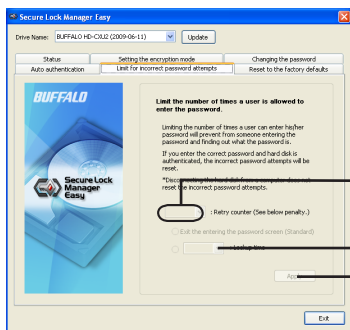 Secure Lock Manager Easy
Drive Name: BUFFALO HD-CXU2 (2009-06-11) Update
Status Setting the encryption mode Changing the password
Auto authentication Limit for incorrect password attempts Reset to the factory defaults
BUFFALO
Secure Lock
Manager
Easy
Limit the number of times a user is allowed to
enter the password.
Limiting the number of times a user can enter his/her
password will prevent from someone entering the
password and finding out what the password is.
If you enter the correct password and hard disk is
authenticated, the incorrect password attempts will be
reset.
*Disconnecting the hard disk from a computer does not
reset the incorrect password attempts.
: Retry counter (See below penalty.)
Exit the entering the password screen (Standard)
: Lockup time
Apply
Exit